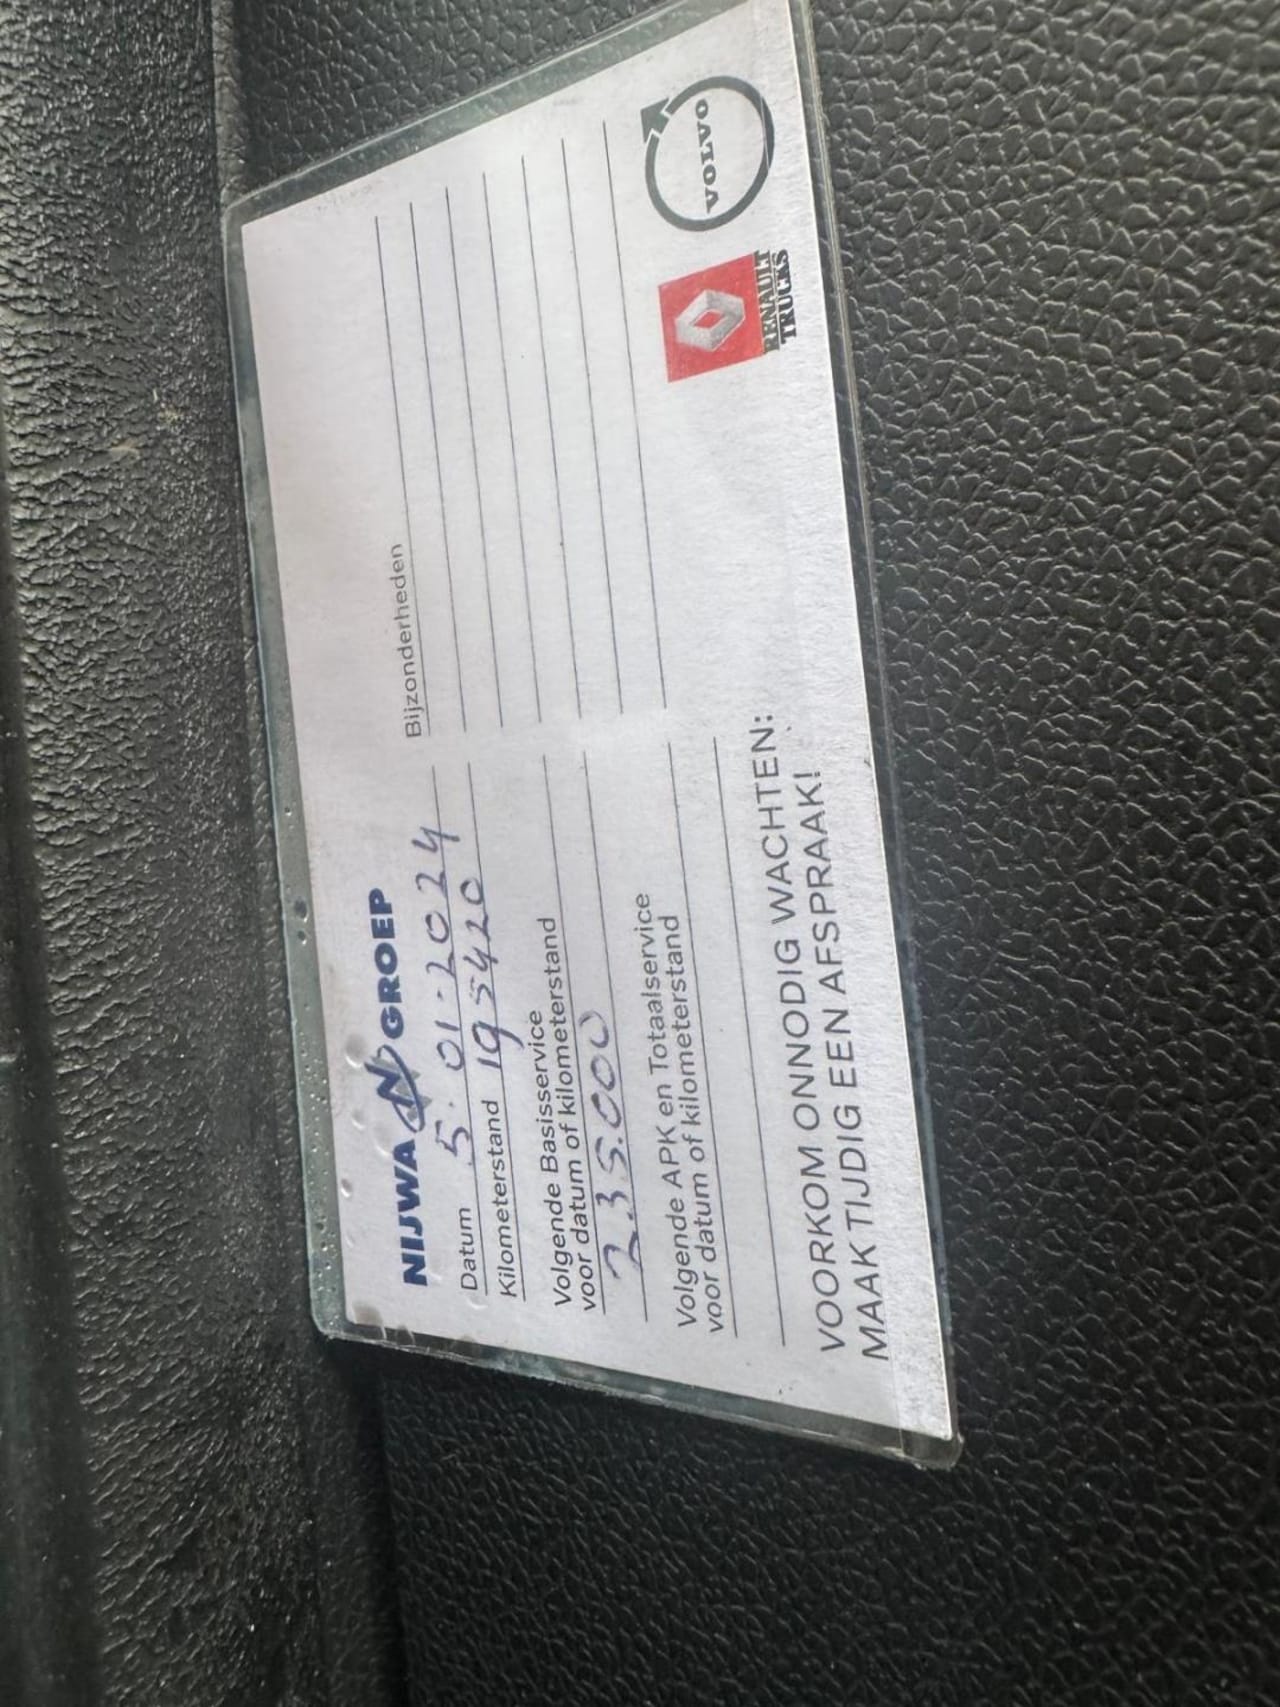 NIJWA GROEP
Datum 5.01-2024
Kilometerstand 195420
Volgende Basisservice
voor datum of kilometerstand
235.000
Volgende APK en Totaalservice
voor datum of kilometerstand
Bijzonderheden
VOORKOM ONNODIG WACHTEN:
MAAK TIJDIG EEN AFSPRAAK!
RENAULT
TRUCKS
VOLVO